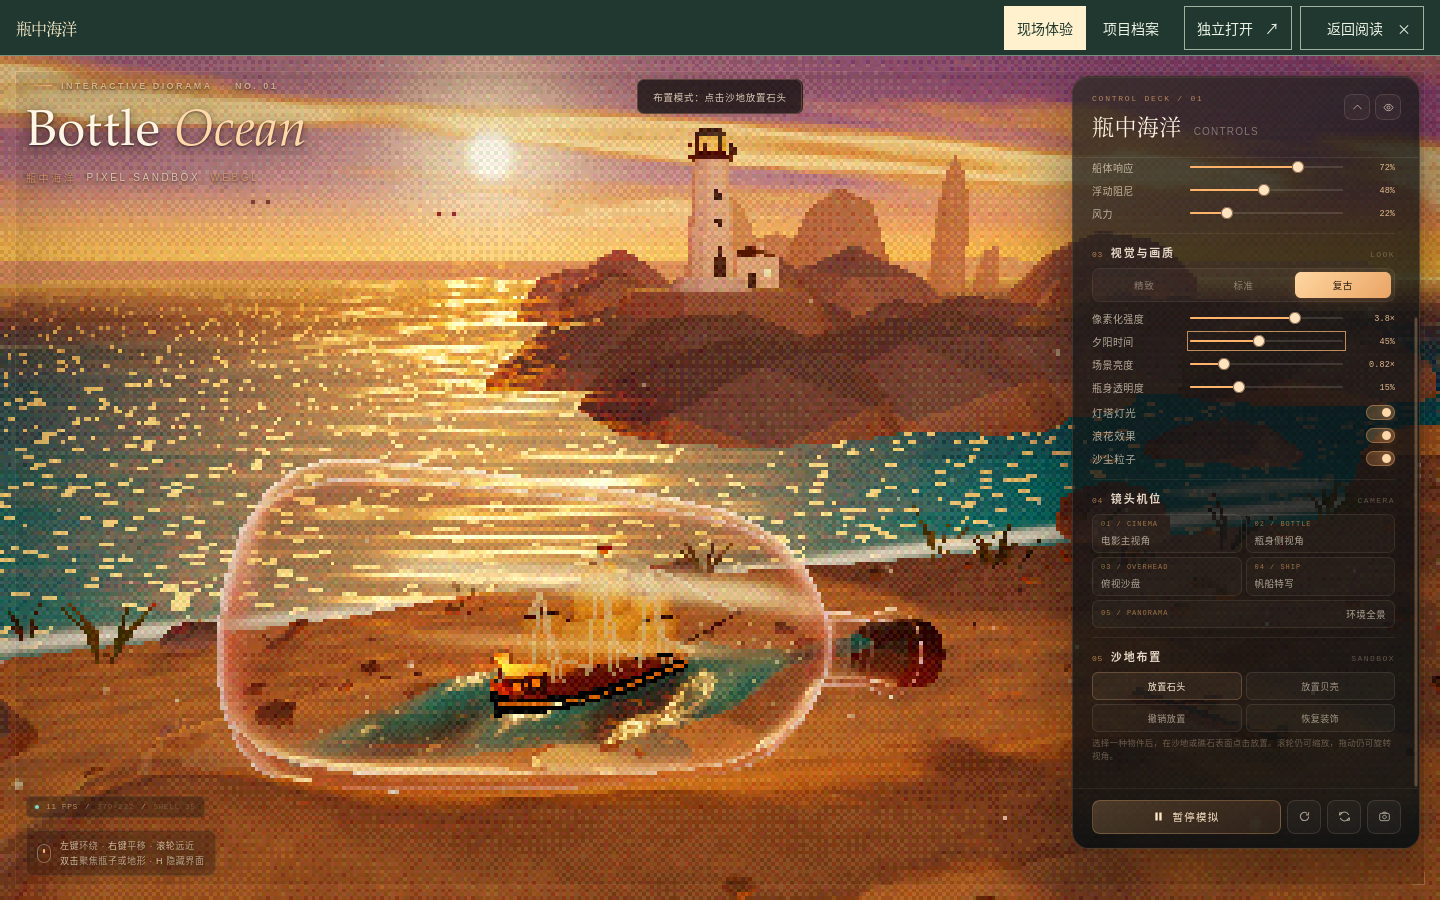 瓶中海洋
现场体验
项目档案
独立打开 ↗
返回阅读 ×
INTERACTIVE DIORAMA NO. 01
Bottle Ocean
瓶中海洋 PIXEL SANDBOX WEBGL
布置模式：点击沙地放置石头
CONTROL DECK / 01
瓶中海洋 CONTROLS
船体响应 72%
浮动阻尼 48%
风力 22%
03 视觉与画质 LOOK
精致 标准 复古
像素化强度 3.8×
夕阳时间 45%
场景亮度 0.82×
瓶身透明度 15%
灯塔灯光
浪花效果
沙尘粒子
04 镜头机位 CAMERA
01 / CINEMA
电影主视角
02 / BOTTLE
瓶身侧视角
03 / OVERHEAD
俯视沙盘
04 / SHIP
帆船特写
05 / PANORAMA 环境全景
05 沙地布置 SANDBOX
放置石头 放置贝壳
撤销放置 恢复装饰
选择一种物件后，在沙地或礁石表面点击放置。滚轮仍可缩放，拖动仍可旋转
视角。
暂停模拟
11 FPS /
左键环绕 · 右键平移 · 滚轮远近
双击聚焦瓶子或地形 · H 隐藏界面